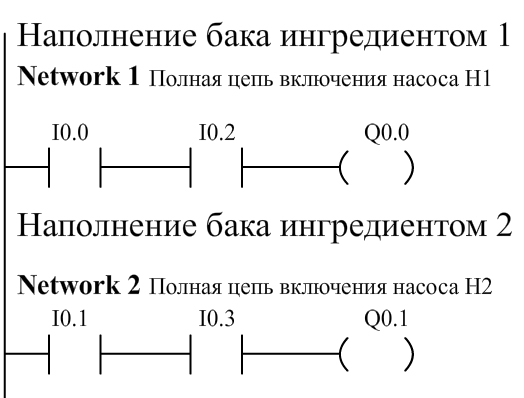 Наполнение бака ингредиентом 1
Network 1 Полная цепь включения насоса Н1
I0.0 I0.2 Q0.0
Наполнение бака ингредиентом 2
Network 2 Полная цепь включения насоса Н2
I0.1 I0.3 Q0.1